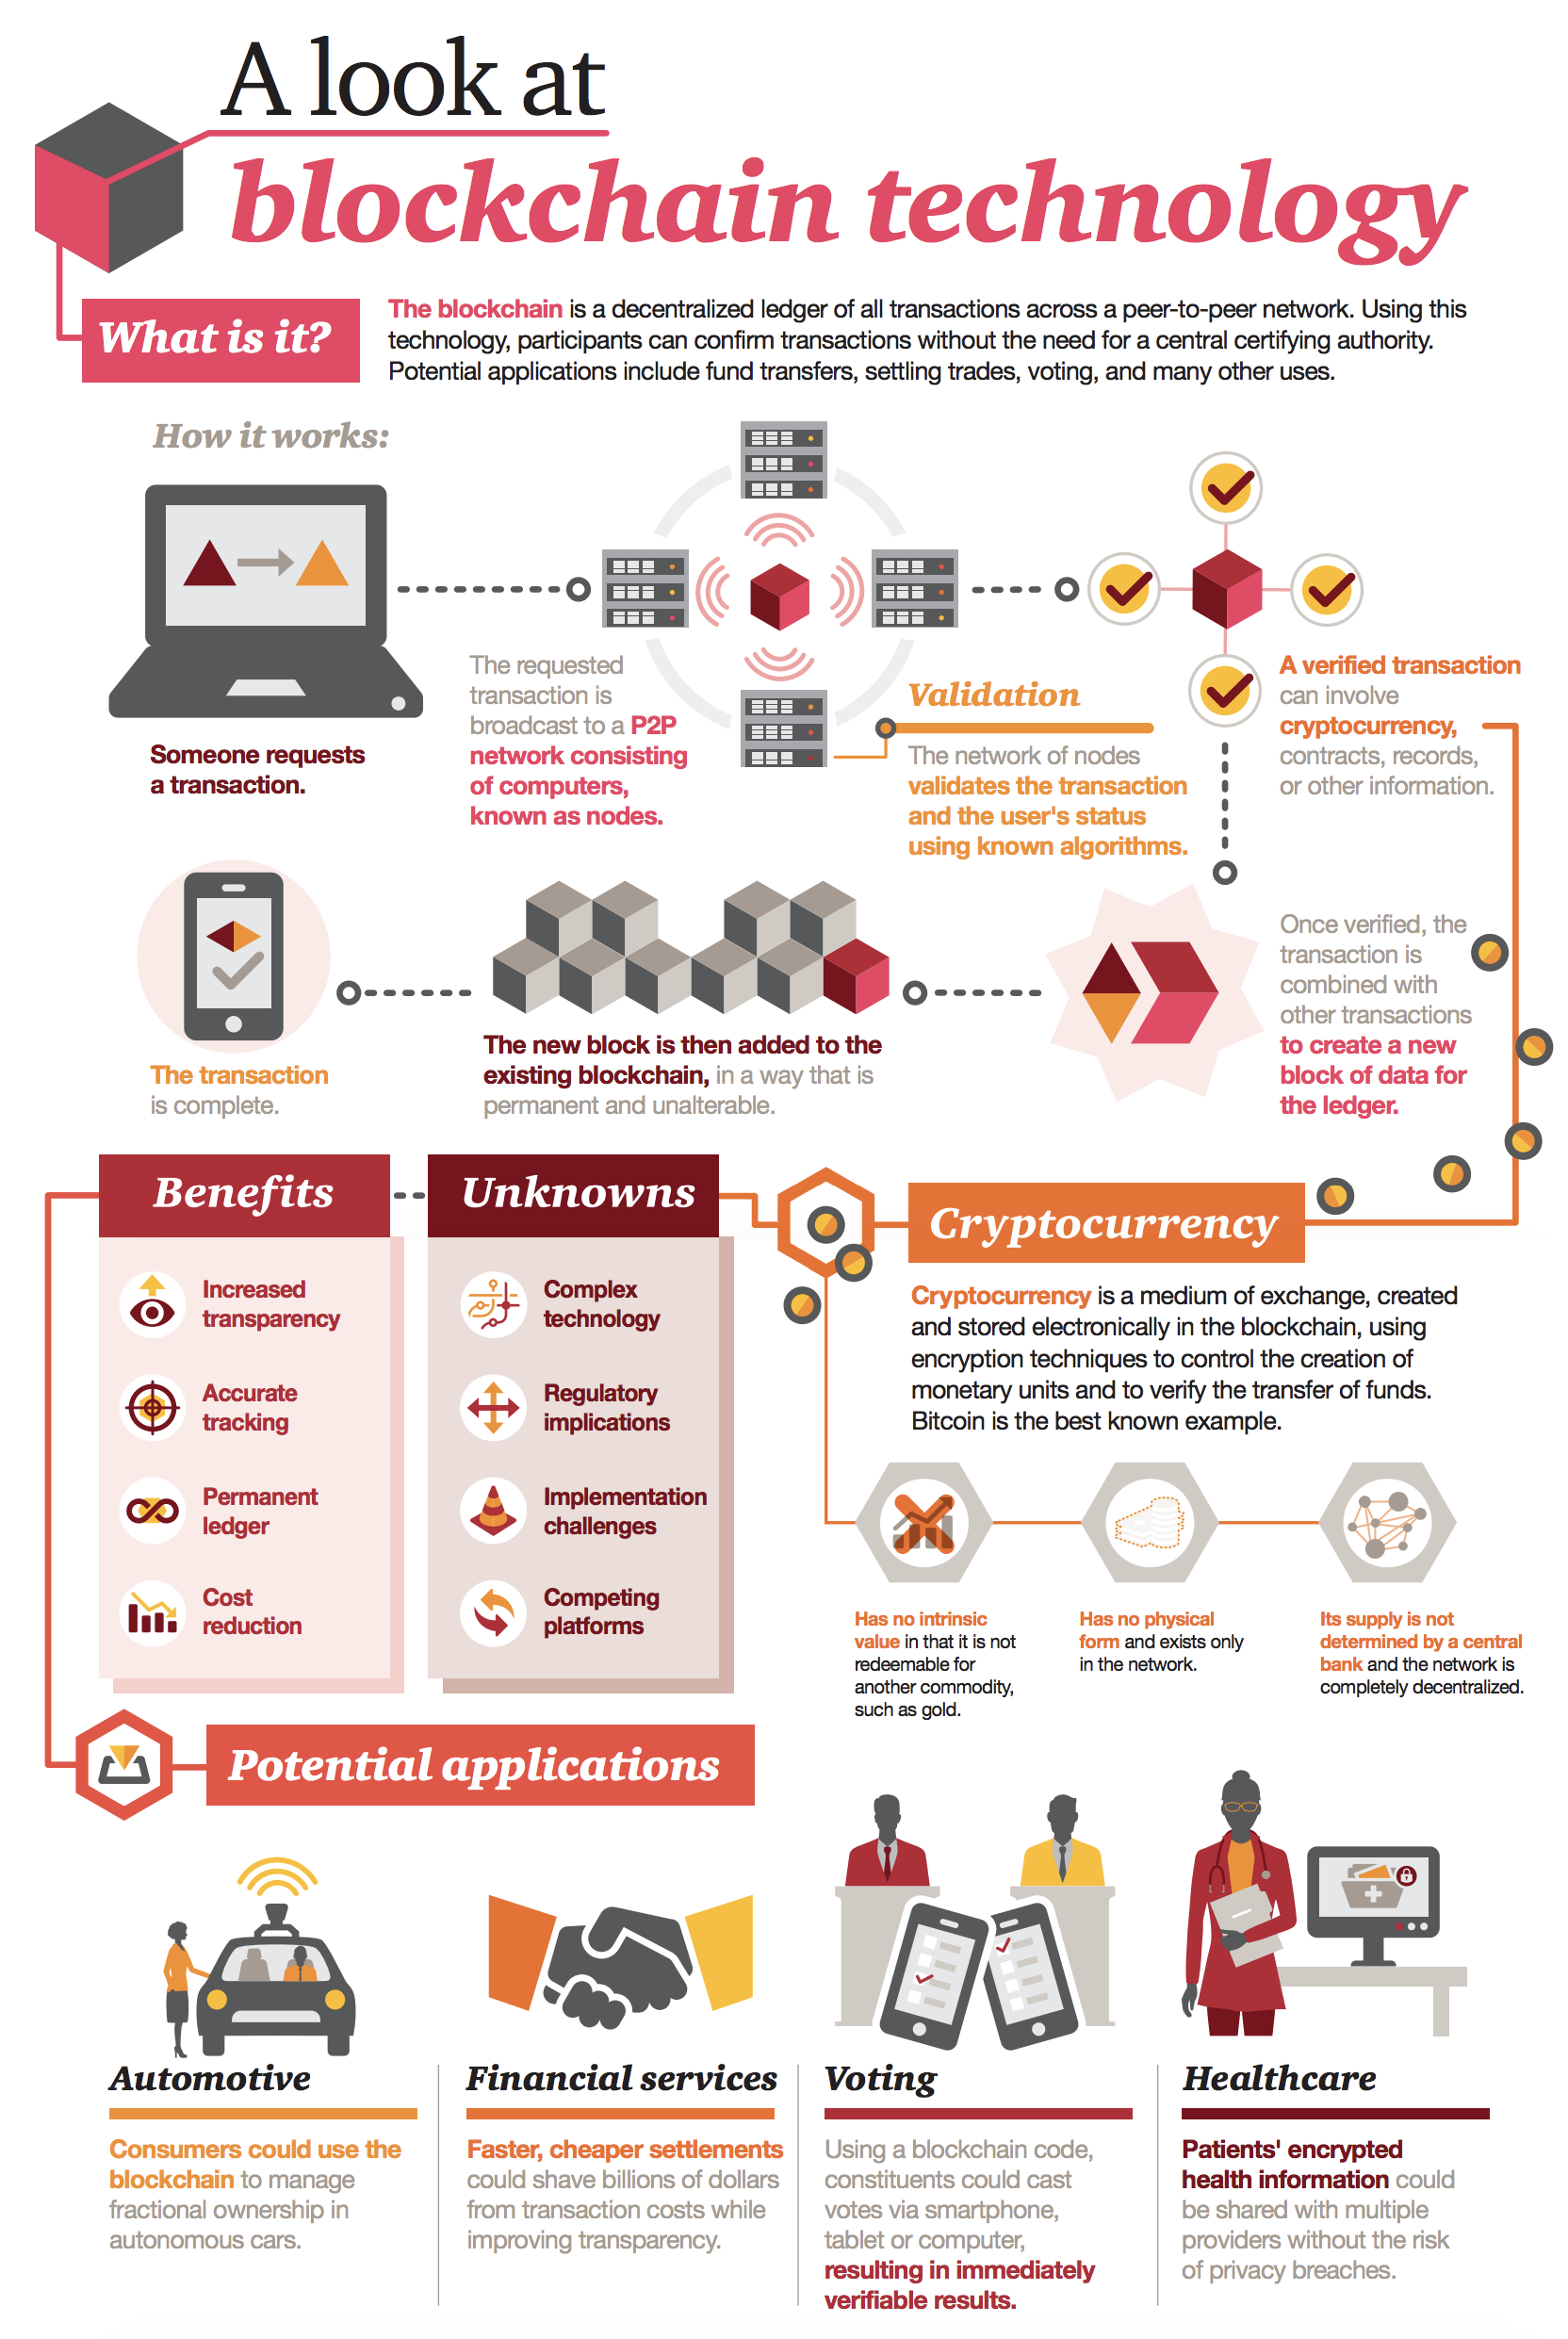 A look at
blockchain technology
What is it?
The blockchain is a decentralized ledger of all transactions across a peer-to-peer network. Using this
technology, participants can confirm transactions without the need for a central certifying authority.
Potential applications include fund transfers, settling trades, voting, and many other uses.
How it works:
Someone requests
a transaction.
The requested
transaction is
broadcast to a P2P
network consisting
of computers,
known as nodes.
Validation
The network of nodes
validates the transaction
and the user's status
using known algorithms.
A verified transaction
can involve
cryptocurrency,
contracts, records,
or other information.
Once verified, the
transaction is
combined with
other transactions
to create a new
block of data for
the ledger.
The new block is then added to the
existing blockchain, in a way that is
permanent and unalterable.
The transaction
is complete.
Benefits
Increased
transparency
Accurate
tracking
Permanent
ledger
Cost
reduction
Unknowns
Complex
technology
Regulatory
implications
Implementation
challenges
Competing
platforms
Cryptocurrency
Cryptocurrency is a medium of exchange, created
and stored electronically in the blockchain, using
encryption techniques to control the creation of
monetary units and to verify the transfer of funds.
Bitcoin is the best known example.
Has no intrinsic
value in that it is not
redeemable for
another commodity,
such as gold.
Has no physical
form and exists only
in the network.
Its supply is not
determined by a central
bank and the network is
completely decentralized.
Potential applications
Automotive
Consumers could use the
blockchain to manage
fractional ownership in
autonomous cars.
Financial services
Faster, cheaper settlements
could shave billions of dollars
from transaction costs while
improving transparency.
Voting
Using a blockchain code,
constituents could cast
votes via smartphone,
tablet or computer,
resulting in immediately
verifiable results.
Healthcare
Patients' encrypted
health information could
be shared with multiple
providers without the risk
of privacy breaches.